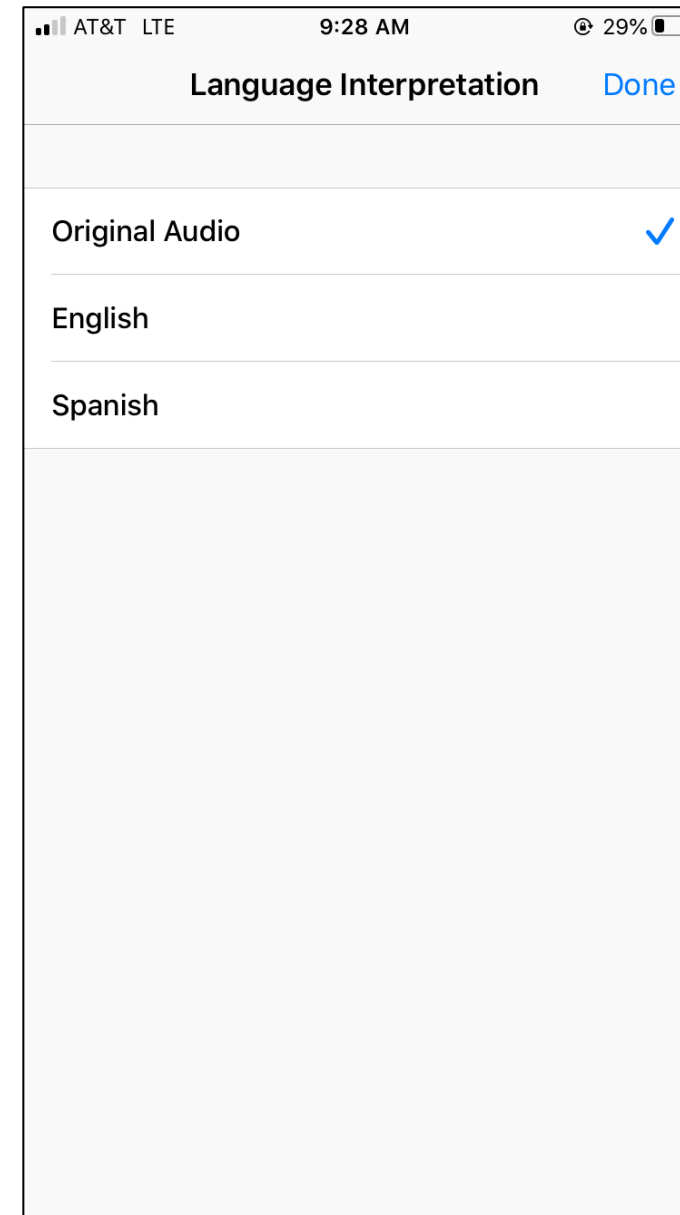 AT&T LTE 9:28 AM 29%
Language Interpretation Done
Original Audio
English
Spanish